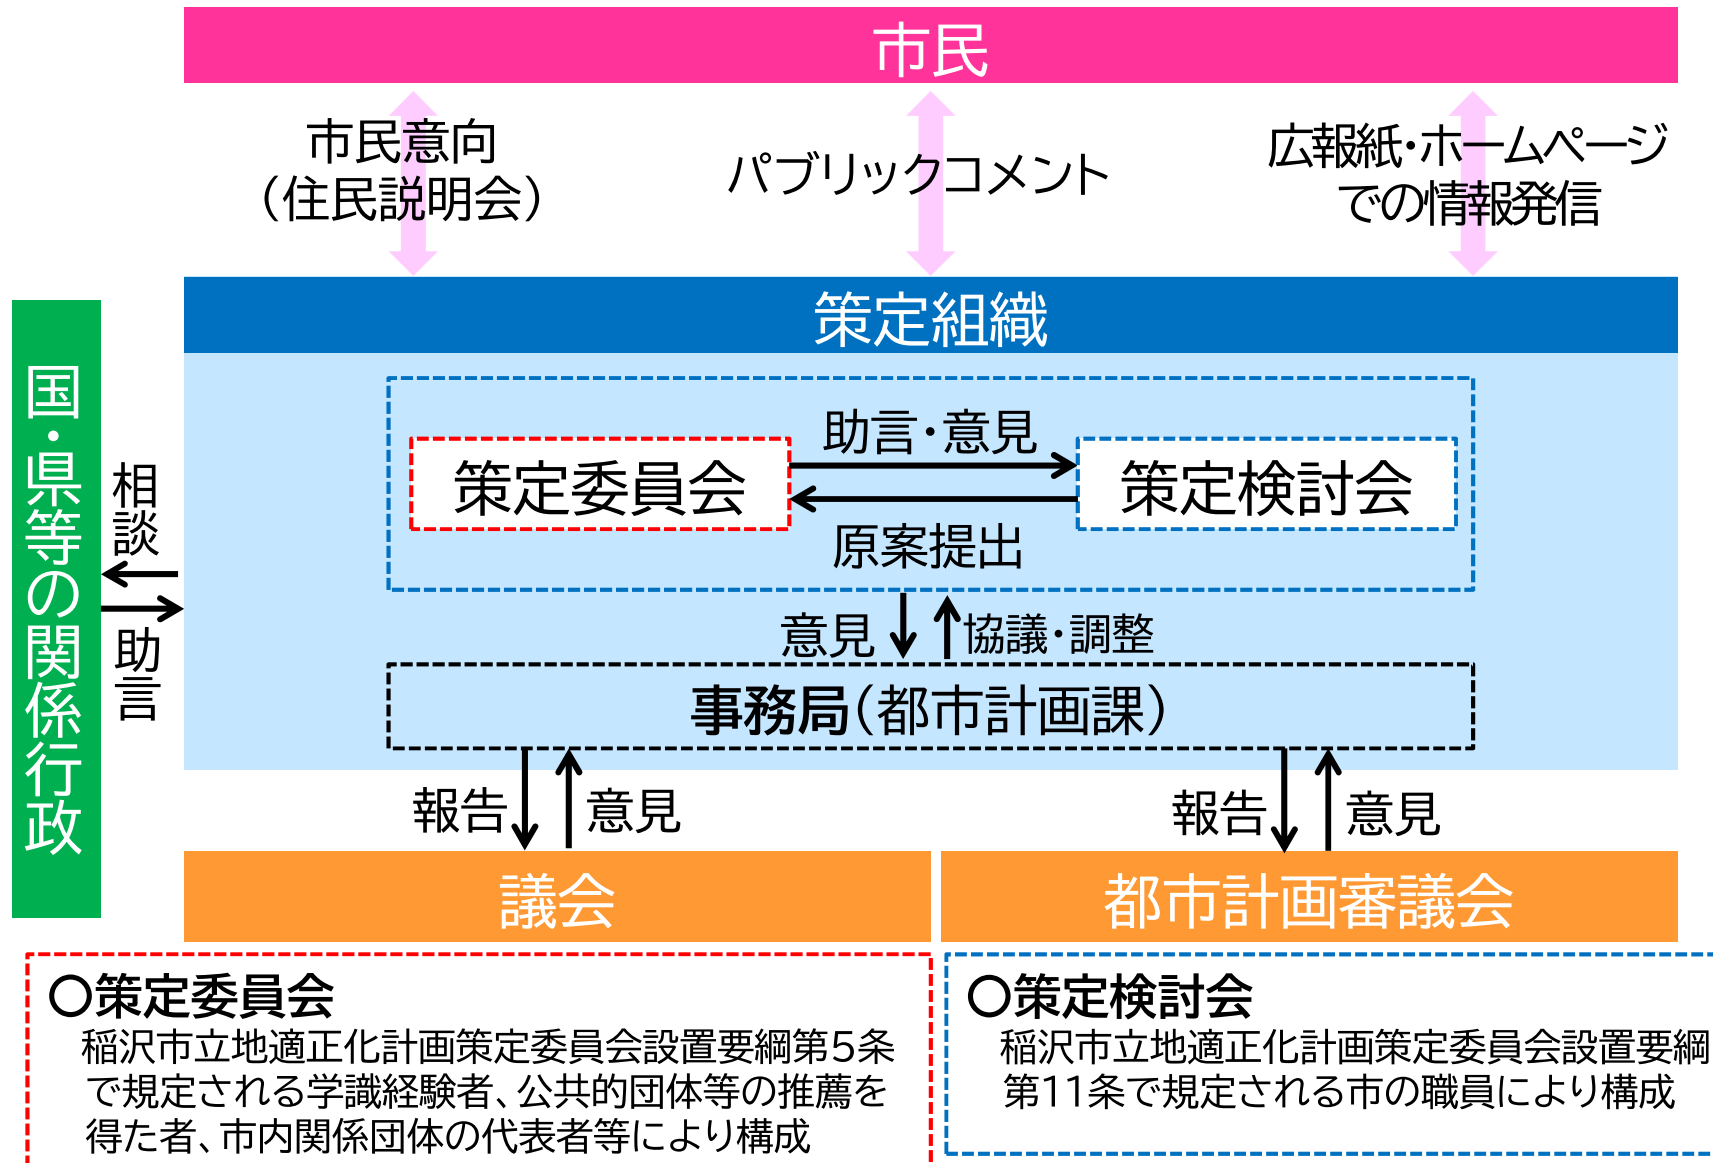 市民
市民意向
（住民説明会）
パブリックコメント
広報紙・ホームページ
での情報発信
策定組織
国・県等の関係行政
相談
助言
助言・意見
策定委員会
策定検討会
原案提出
意見
協議・調整
事務局（都市計画課）
報告
意見
報告
意見
議会
都市計画審議会
〇策定委員会
稲沢市立地適正化計画策定委員会設置要綱第５条
で規定される学識経験者、公共的団体等の推薦を
得た者、市内関係団体の代表者等により構成
〇策定検討会
稲沢市立地適正化計画策定委員会設置要綱
第11条で規定される市の職員により構成